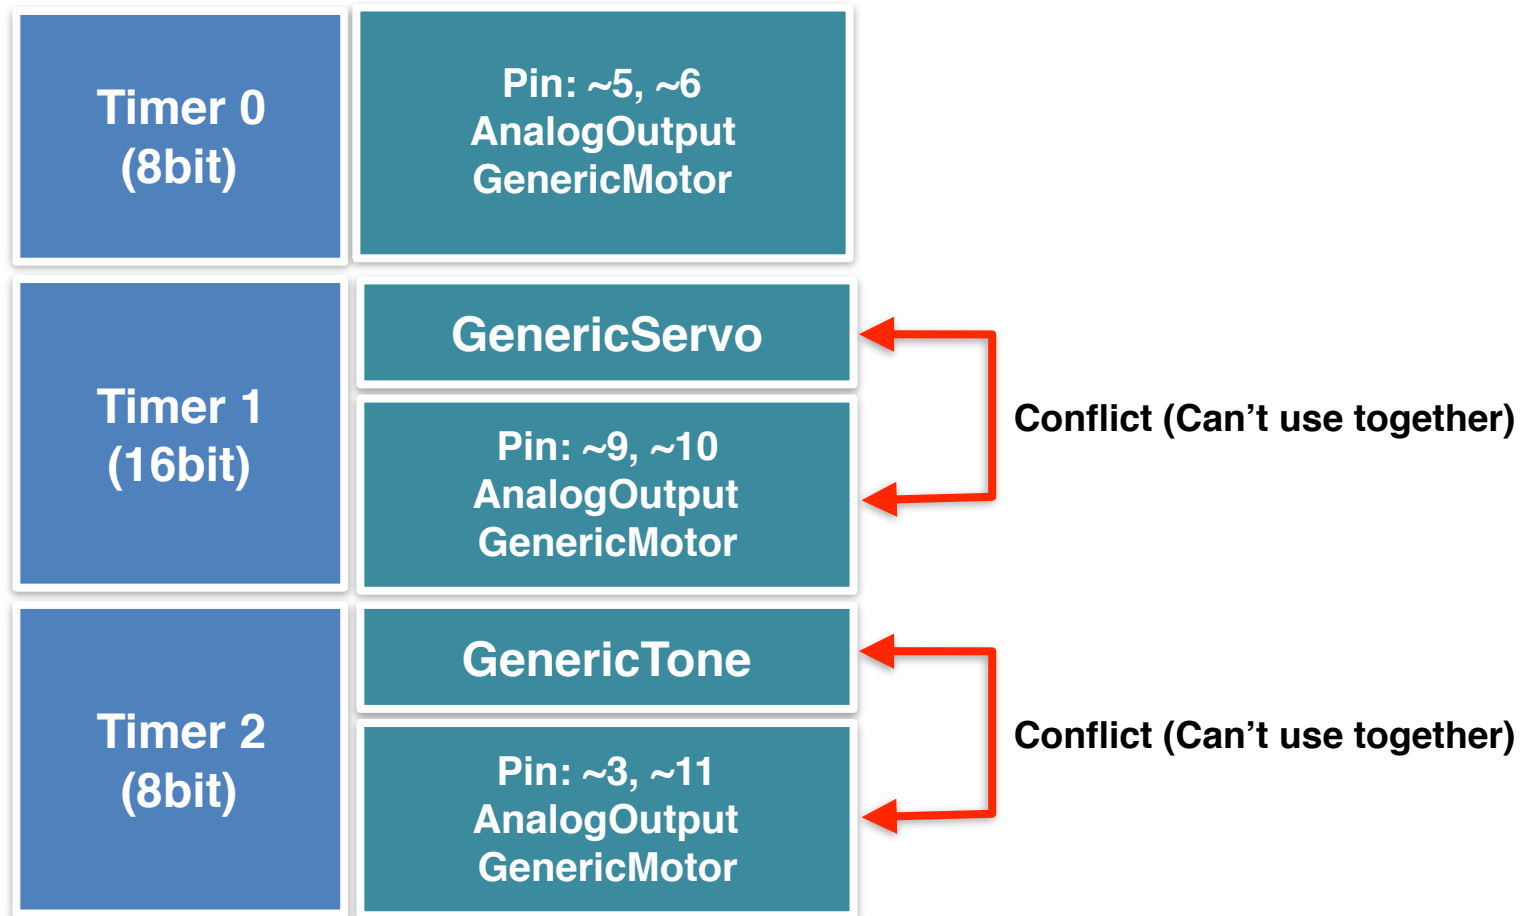 Timer 0
(8bit)
Pin: ~5, ~6
AnalogOutput
GenericMotor
Timer 1
(16bit)
GenericServo
Pin: ~9, ~10
AnalogOutput
GenericMotor
Conflict (Can’t use together)
Timer 2
(8bit)
GenericTone
Pin: ~3, ~11
AnalogOutput
GenericMotor
Conflict (Can’t use together)